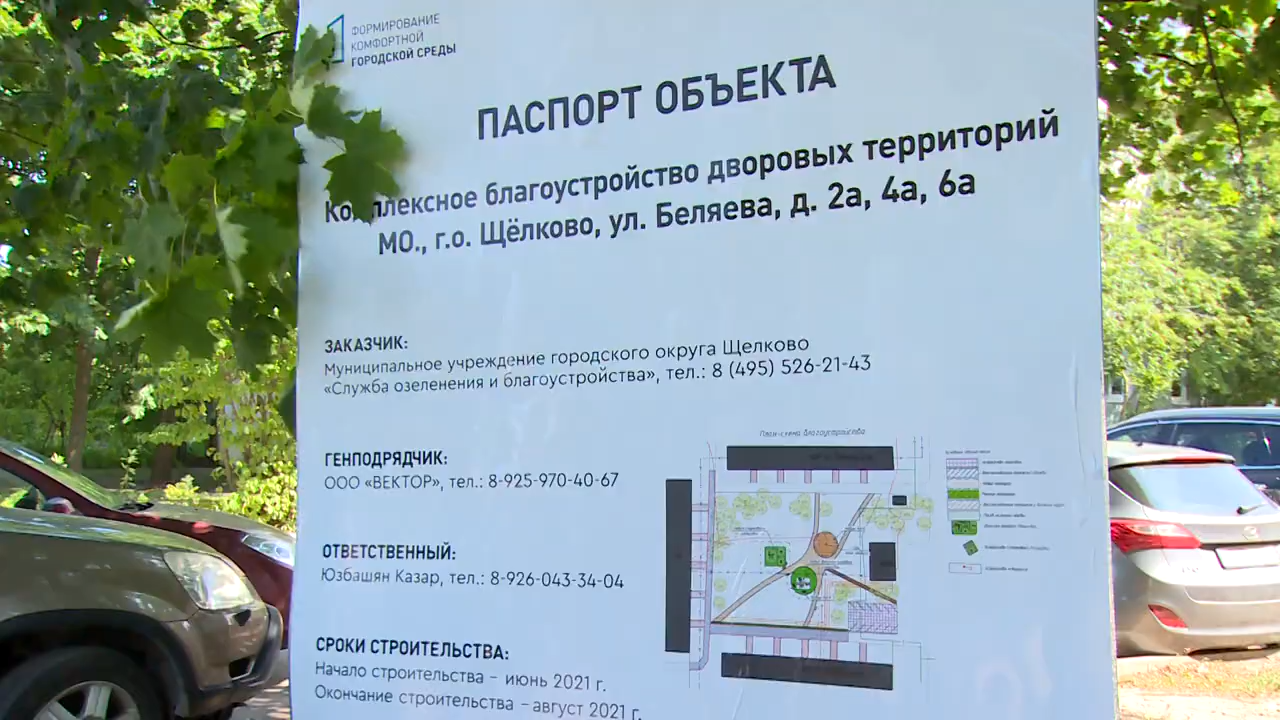 ФОРМИРОВАНИЕ
КОМФОРТНОЙ
ГОРОДСКОЙ СРЕДЫ
ПАСПОРТ ОБЪЕКТА
Комплексное благоустройство дворовых территорий
МО., г.о. Щёлково, ул. Беляева, д. 2а, 4а, 6а
ЗАКАЗЧИК:
Муниципальное учреждение городского округа Щелково
«Служба озеленения и благоустройства», тел.: 8 (495) 526-21-43
ГЕНПОДРЯДЧИК:
ООО «ВЕКТОР», тел.: 8-925-970-40-67
ОТВЕТСТВЕННЫЙ:
Юзбашян Казар, тел.: 8-926-043-34-04
СРОКИ СТРОИТЕЛЬСТВА:
Начало строительства – июнь 2021 г.
Окончание строительства – август 2021 г.
План-схема благоустройства